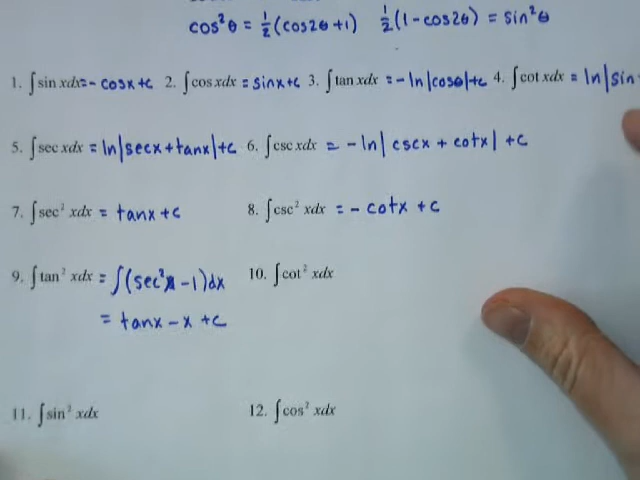 cos²θ = ½(cos2θ+1) ½(1-cos2θ) = sin²θ
1. ∫sin xdx = - cosx+c 2. ∫cos xdx = sinx+c 3. ∫tan xdx = -ln|cosθ|+c 4. ∫cot xdx = ln|sin
5. ∫sec xdx = ln|secx+tanx|+c 6. ∫csc xdx = -ln|cscx + cotx| +c
7. ∫sec² xdx = tanx+c 8. ∫csc² xdx = - cotx +c
9. ∫tan² xdx = ∫(sec²x -1)dx 10. ∫cot² xdx
= tanx-x +c
11. ∫sin² xdx 12. ∫cos² xdx